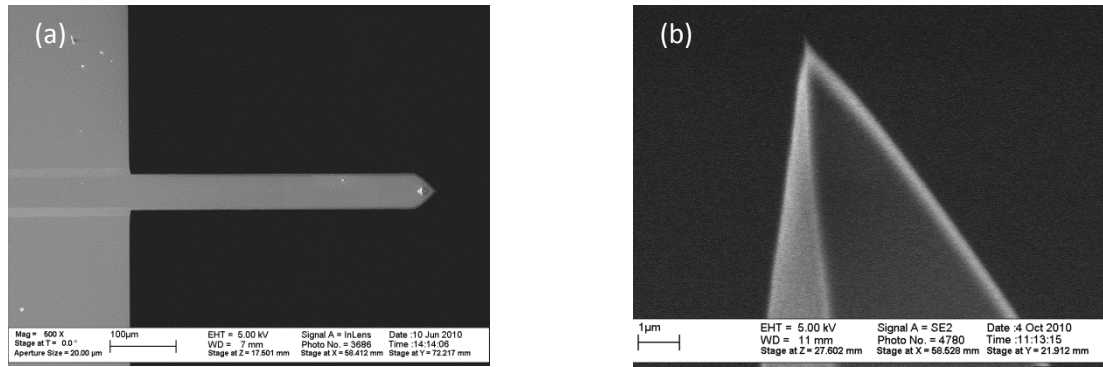 (a)
Mag = 500 X
Stage at T = 0.0°
Aperture Size = 20.00 µm
100µm
EHT = 5.00 kV
WD = 7 mm
Stage at Z = 17.501 mm
Signal A = InLens
Photo No. = 3686
Stage at X = 58.412 mm
Date :10 Jun 2010
Time :14:14:06
Stage at Y = 72.217 mm
(b)
1µm
EHT = 5.00 kV
WD = 11 mm
Stage at Z = 27.602 mm
Signal A = SE2
Photo No. = 4780
Stage at X = 58.528 mm
Date :4 Oct 2010
Time :11:13:15
Stage at Y = 21.912 mm